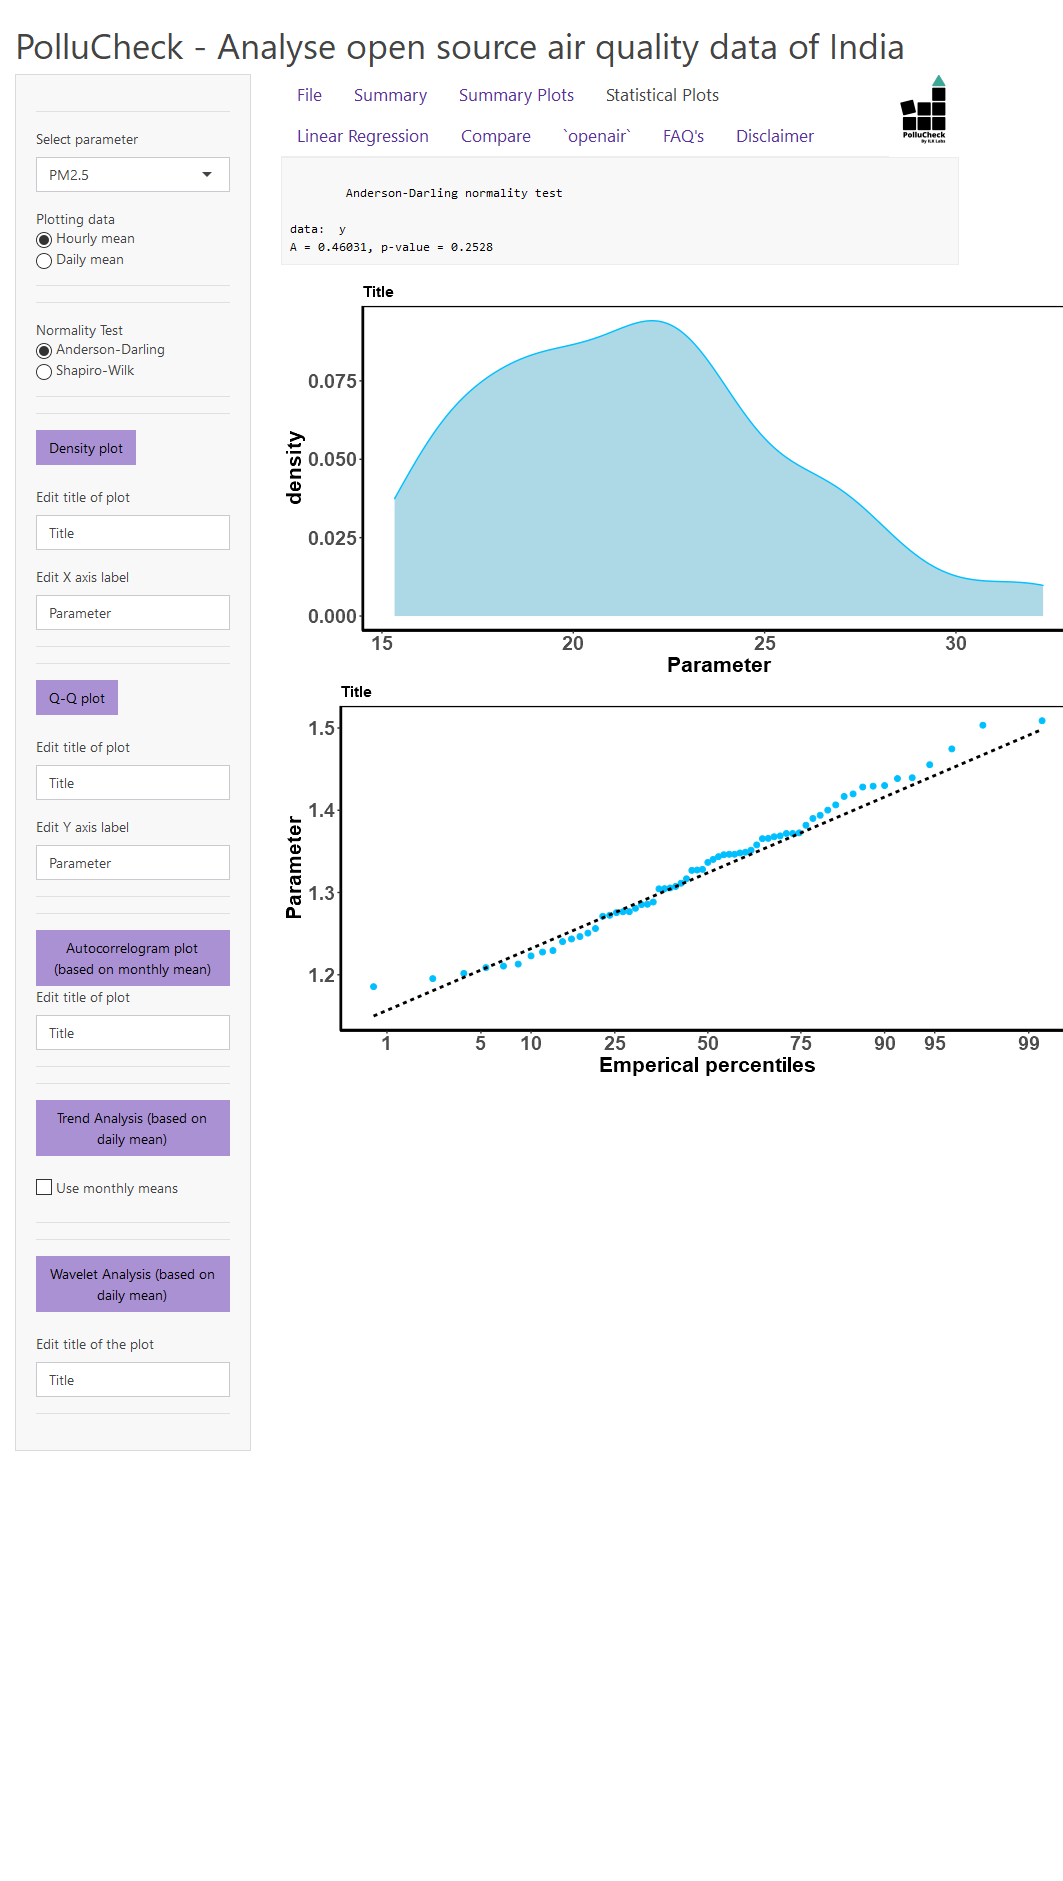 PolluCheck - Analyse open source air quality data of India
Select parameter
PM2.5
Plotting data
Hourly mean
Daily mean
Normality Test
Anderson-Darling
Shapiro-Wilk
Density plot
Edit title of plot
Title
Edit X axis label
Parameter
Q-Q plot
Edit title of plot
Title
Edit Y axis label
Parameter
Autocorrelogram plot
(based on monthly mean)
Edit title of plot
Title
Trend Analysis (based on
daily mean)
Use monthly means
Wavelet Analysis (based on
daily mean)
Edit title of the plot
Title
File Summary Summary Plots Statistical Plots
Linear Regression Compare `openair` FAQ's Disclaimer
PolluCheck
By ILK Labs
Anderson-Darling normality test
data: y
A = 0.46031, p-value = 0.2528
Title
density
0.075
0.050
0.025
0.000
15 20 25 30
Parameter
Title
Parameter
1.5
1.4
1.3
1.2
1 5 10 25 50 75 90 95 99
Emperical percentiles